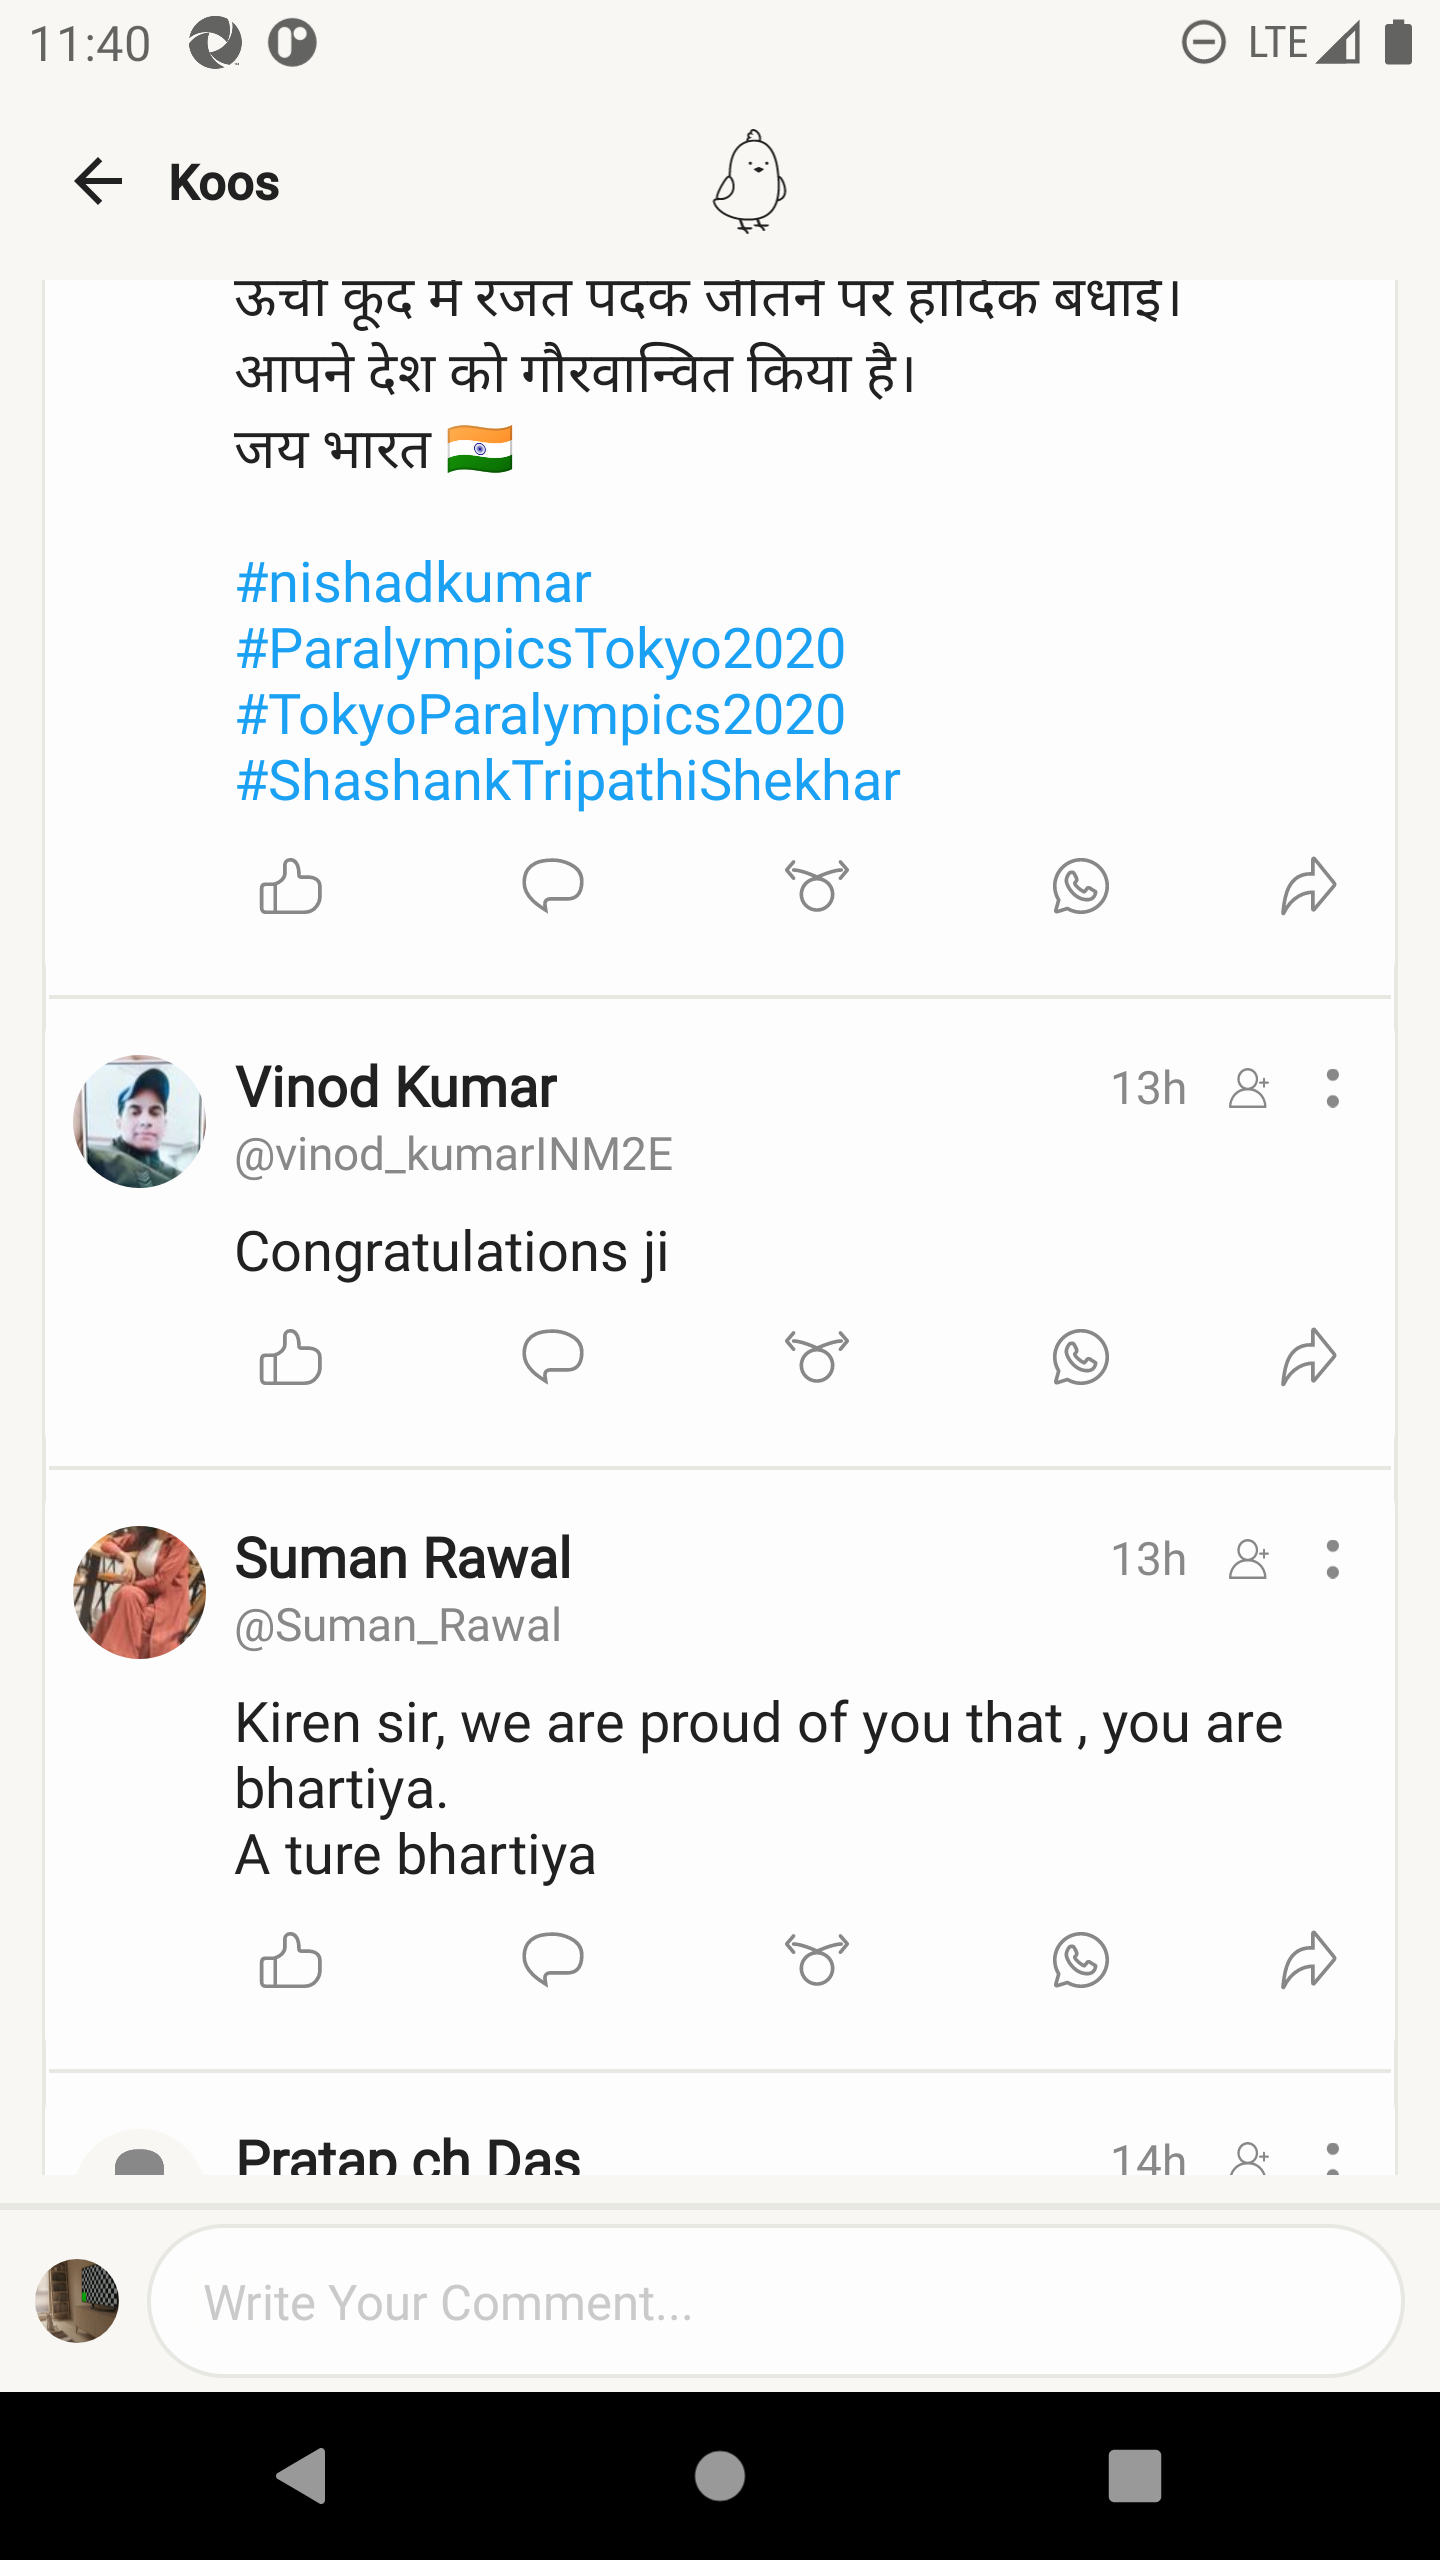 11:40
LTE
Koos
ऊंची कूद में रजत पदक जीतने पर हार्दिक बधाई।
आपने देश को गौरवान्वित किया है।
जय भारत 🇮🇳
#nishadkumar
#ParalympicsTokyo2020
#TokyoParalympics2020
#ShashankTripathiShekhar
Vinod Kumar 13h
@vinod_kumarINM2E
Congratulations ji
Suman Rawal 13h
@Suman_Rawal
Kiren sir, we are proud of you that , you are
bhartiya.
A ture bhartiya
Pratap ch Das 14h
Write Your Comment...